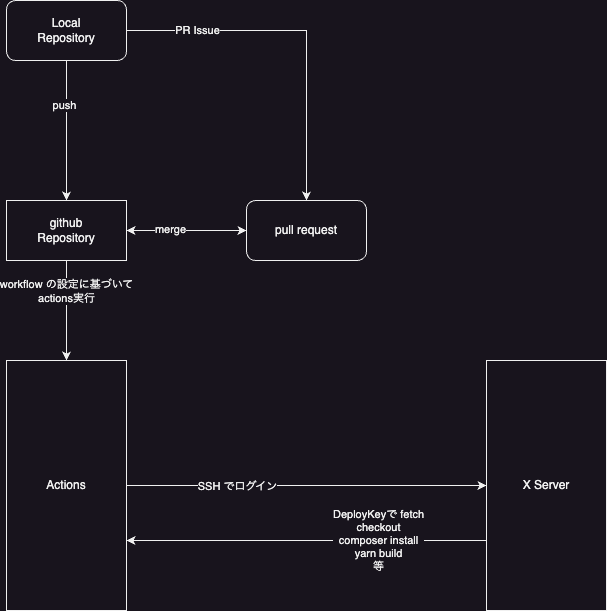 Local
Repository
PR Issue
push
github
Repository
merge
pull request
workflow の設定に基づいて
actions実行
Actions
SSH でログイン
X Server
DeployKeyで fetch
checkout
composer install
yarn build
等